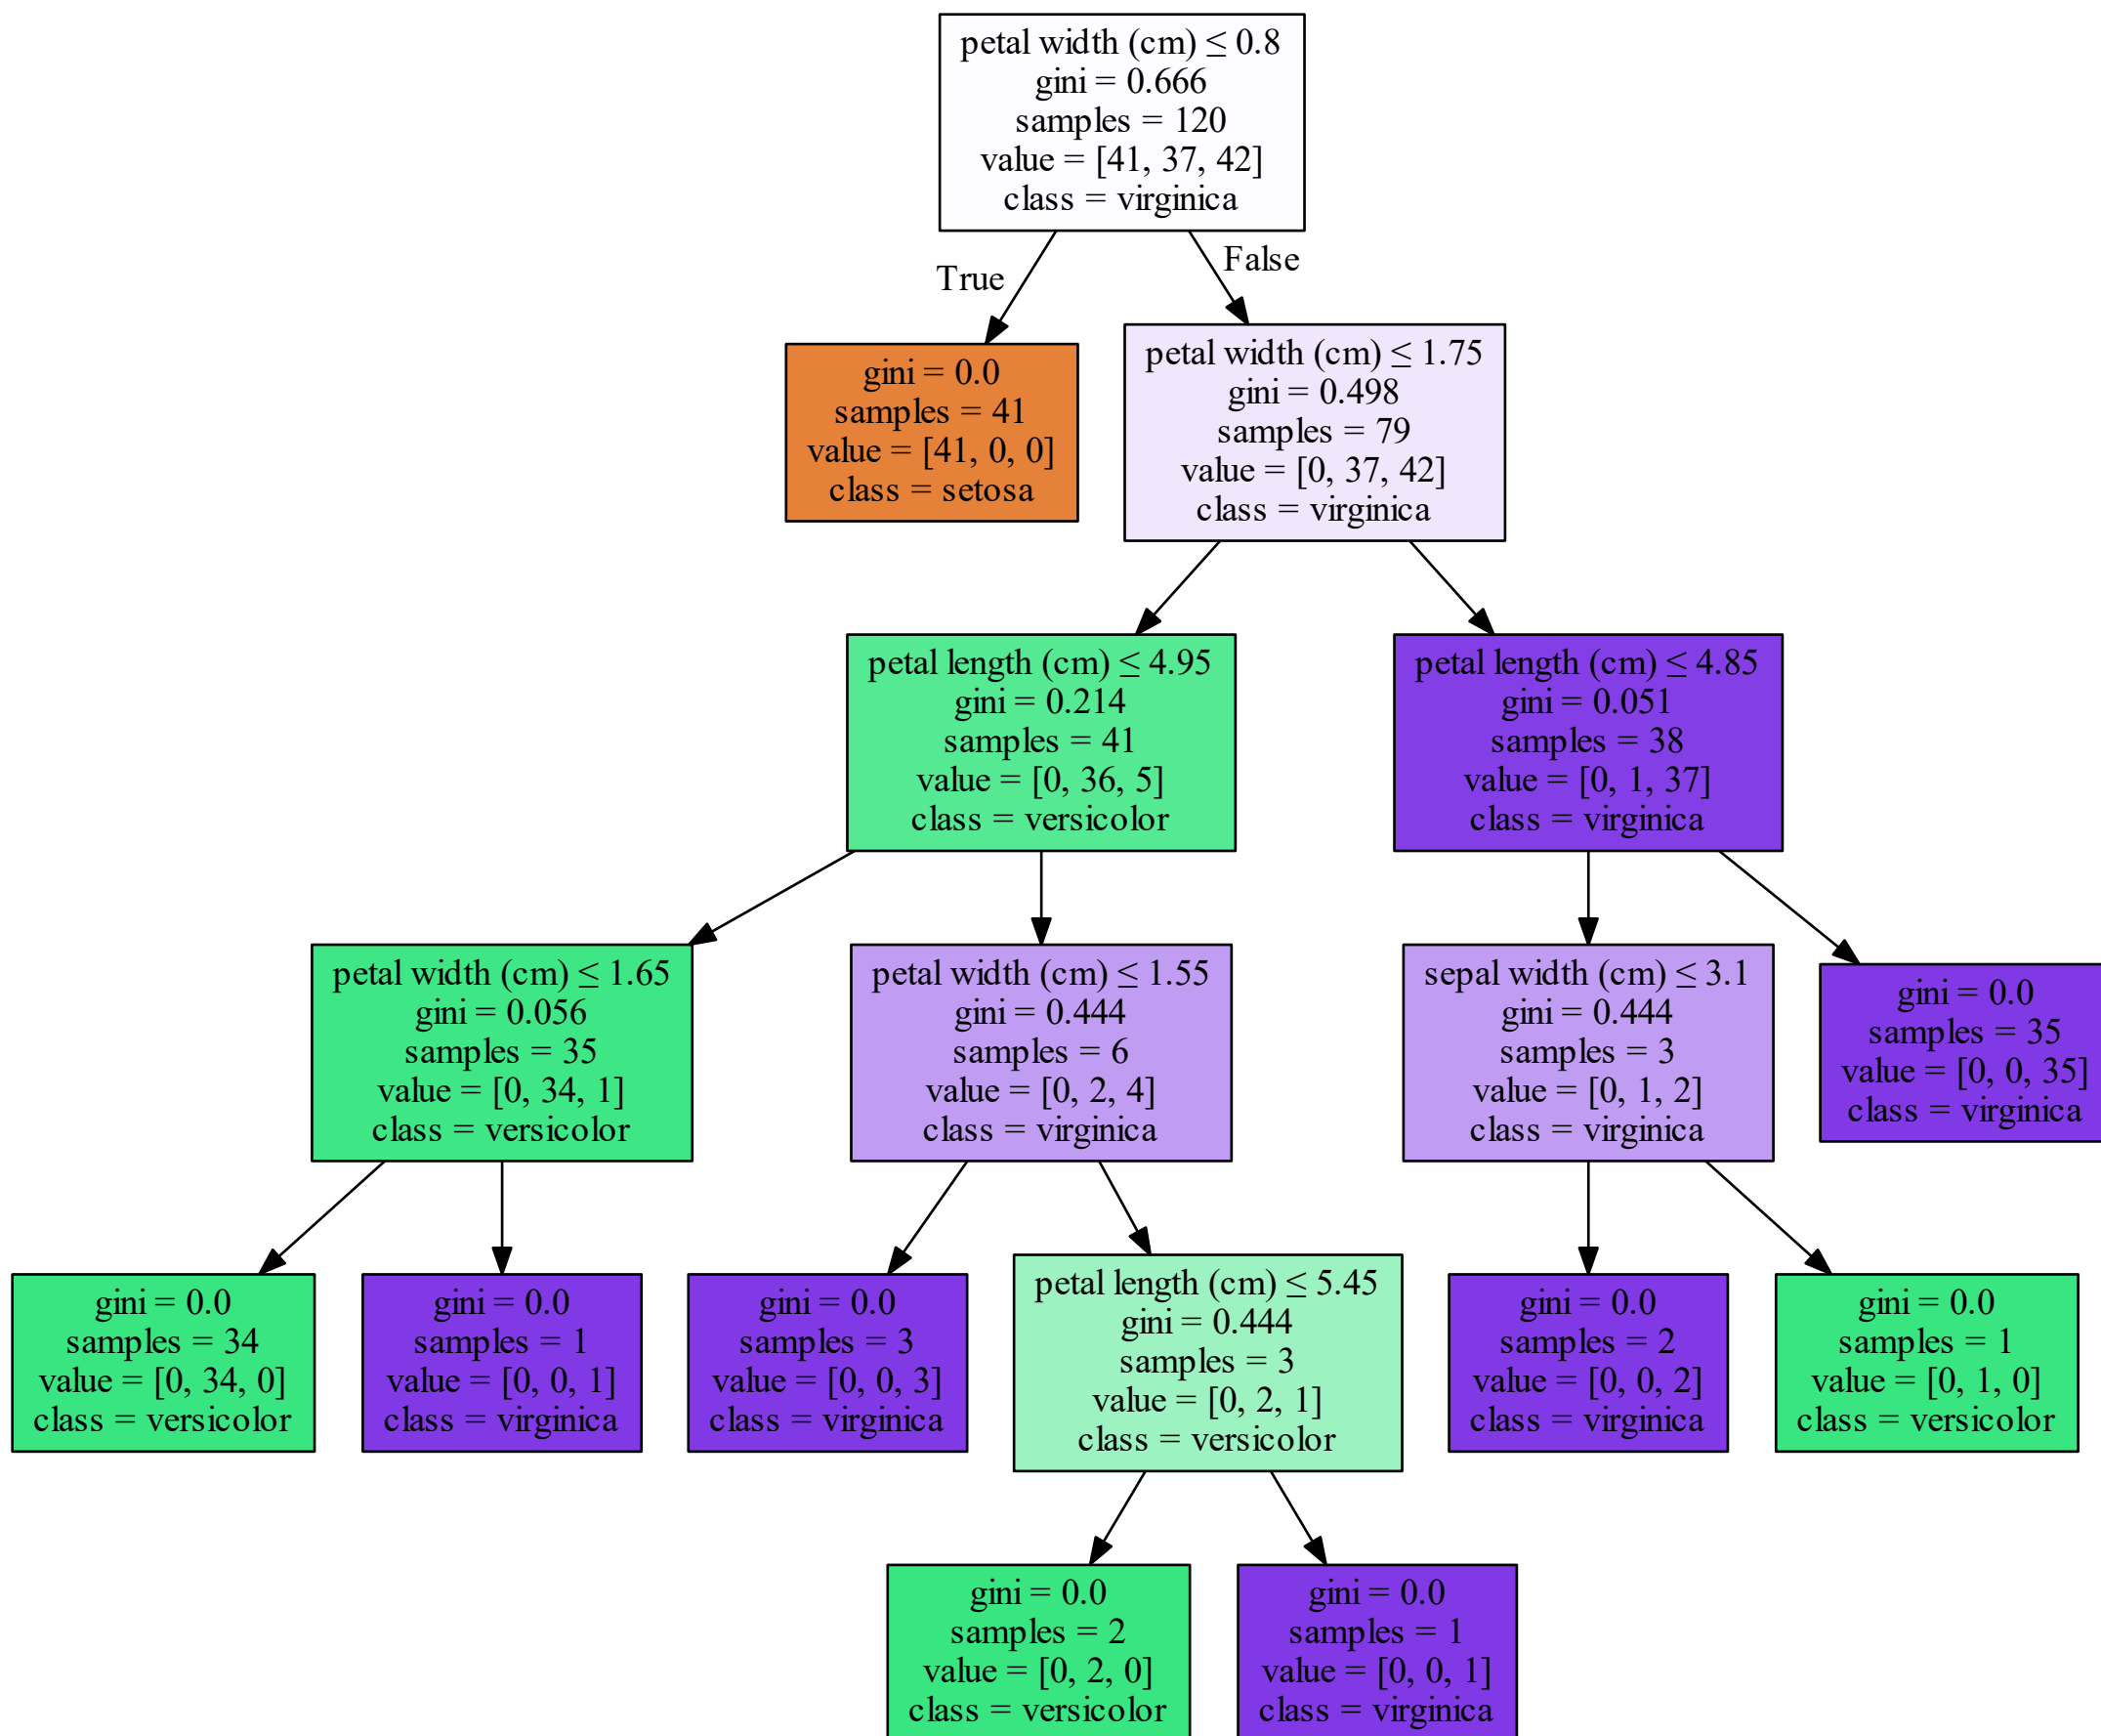 petal width (cm) ≤ 0.8
gini = 0.666
samples = 120
value = [41, 37, 42]
class = virginica
True
False
gini = 0.0
samples = 41
value = [41, 0, 0]
class = setosa
petal width (cm) ≤ 1.75
gini = 0.498
samples = 79
value = [0, 37, 42]
class = virginica
petal length (cm) ≤ 4.95
gini = 0.214
samples = 41
value = [0, 36, 5]
class = versicolor
petal length (cm) ≤ 4.85
gini = 0.051
samples = 38
value = [0, 1, 37]
class = virginica
petal width (cm) ≤ 1.65
gini = 0.056
samples = 35
value = [0, 34, 1]
class = versicolor
petal width (cm) ≤ 1.55
gini = 0.444
samples = 6
value = [0, 2, 4]
class = virginica
sepal width (cm) ≤ 3.1
gini = 0.444
samples = 3
value = [0, 1, 2]
class = virginica
gini = 0.0
samples = 35
value = [0, 0, 35]
class = virginica
gini = 0.0
samples = 34
value = [0, 34, 0]
class = versicolor
gini = 0.0
samples = 1
value = [0, 0, 1]
class = virginica
gini = 0.0
samples = 3
value = [0, 0, 3]
class = virginica
petal length (cm) ≤ 5.45
gini = 0.444
samples = 3
value = [0, 2, 1]
class = versicolor
gini = 0.0
samples = 2
value = [0, 0, 2]
class = virginica
gini = 0.0
samples = 1
value = [0, 1, 0]
class = versicolor
gini = 0.0
samples = 2
value = [0, 2, 0]
class = versicolor
gini = 0.0
samples = 1
value = [0, 0, 1]
class = virginica